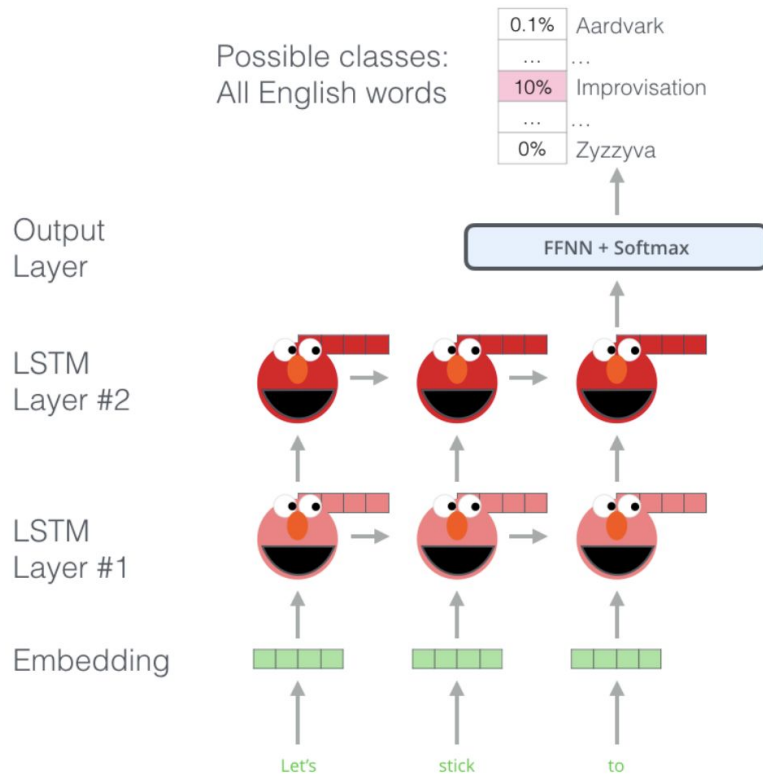 Possible classes:
All English words
0.1% Aardvark
... ...
10% Improvisation
... ...
0% Zyzzyva
Output
Layer
FFNN + Softmax
LSTM
Layer #2
LSTM
Layer #1
Embedding
Let's stick to